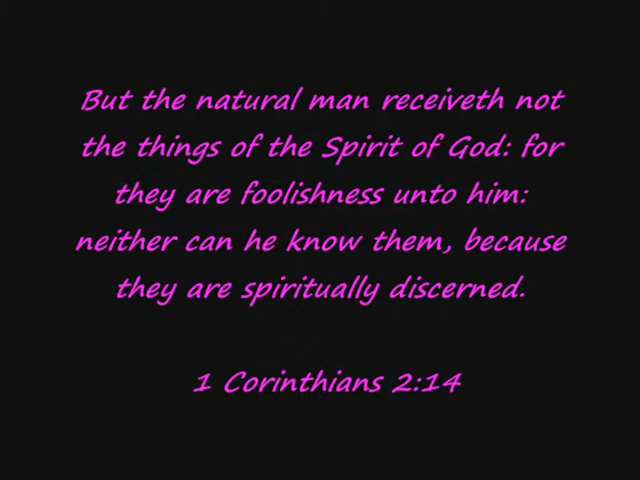 But the natural man receiveth not
the things of the Spirit of God: for
they are foolishness unto him:
neither can he know them, because
they are spiritually discerned.
1 Corinthians 2:14